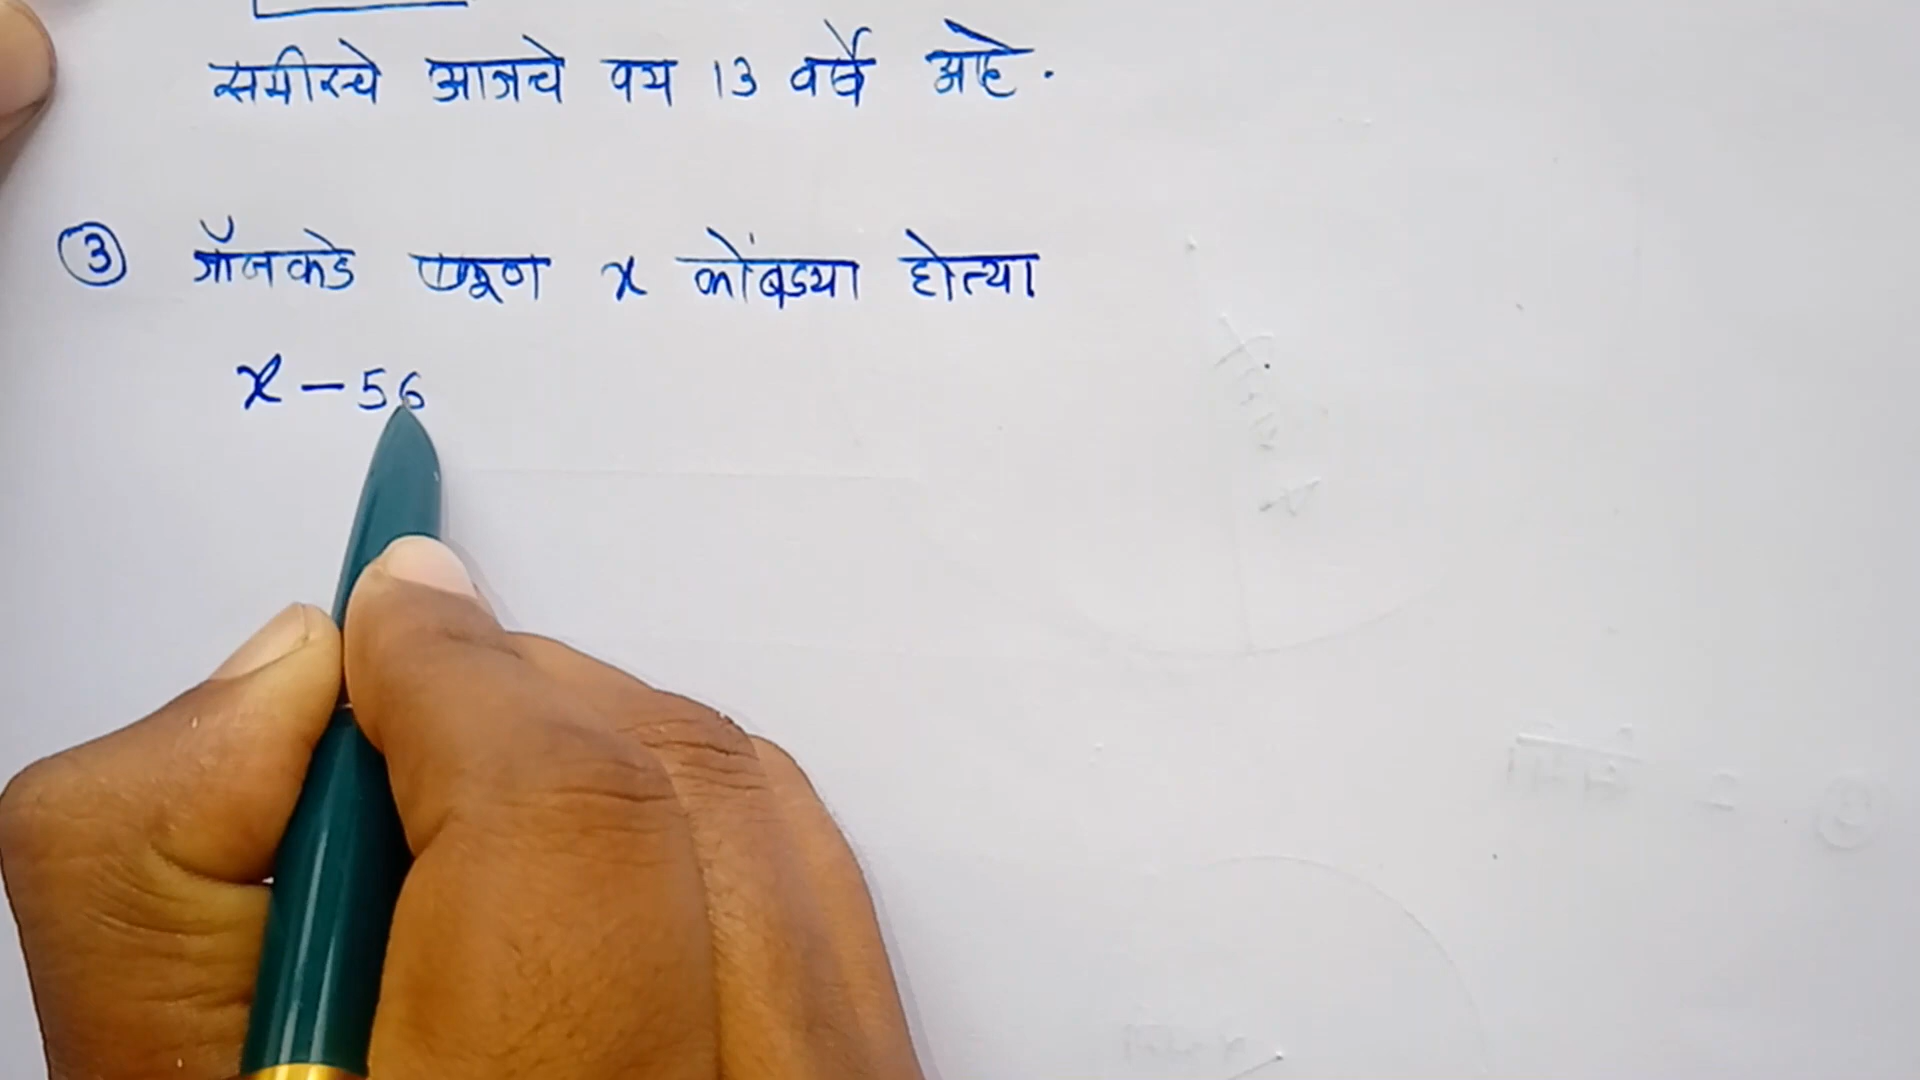 समीरचे आजचे वय 13 वर्षे आहे.
③ जॉनकडे एकूण x कोंबड्या होत्या
x - 56